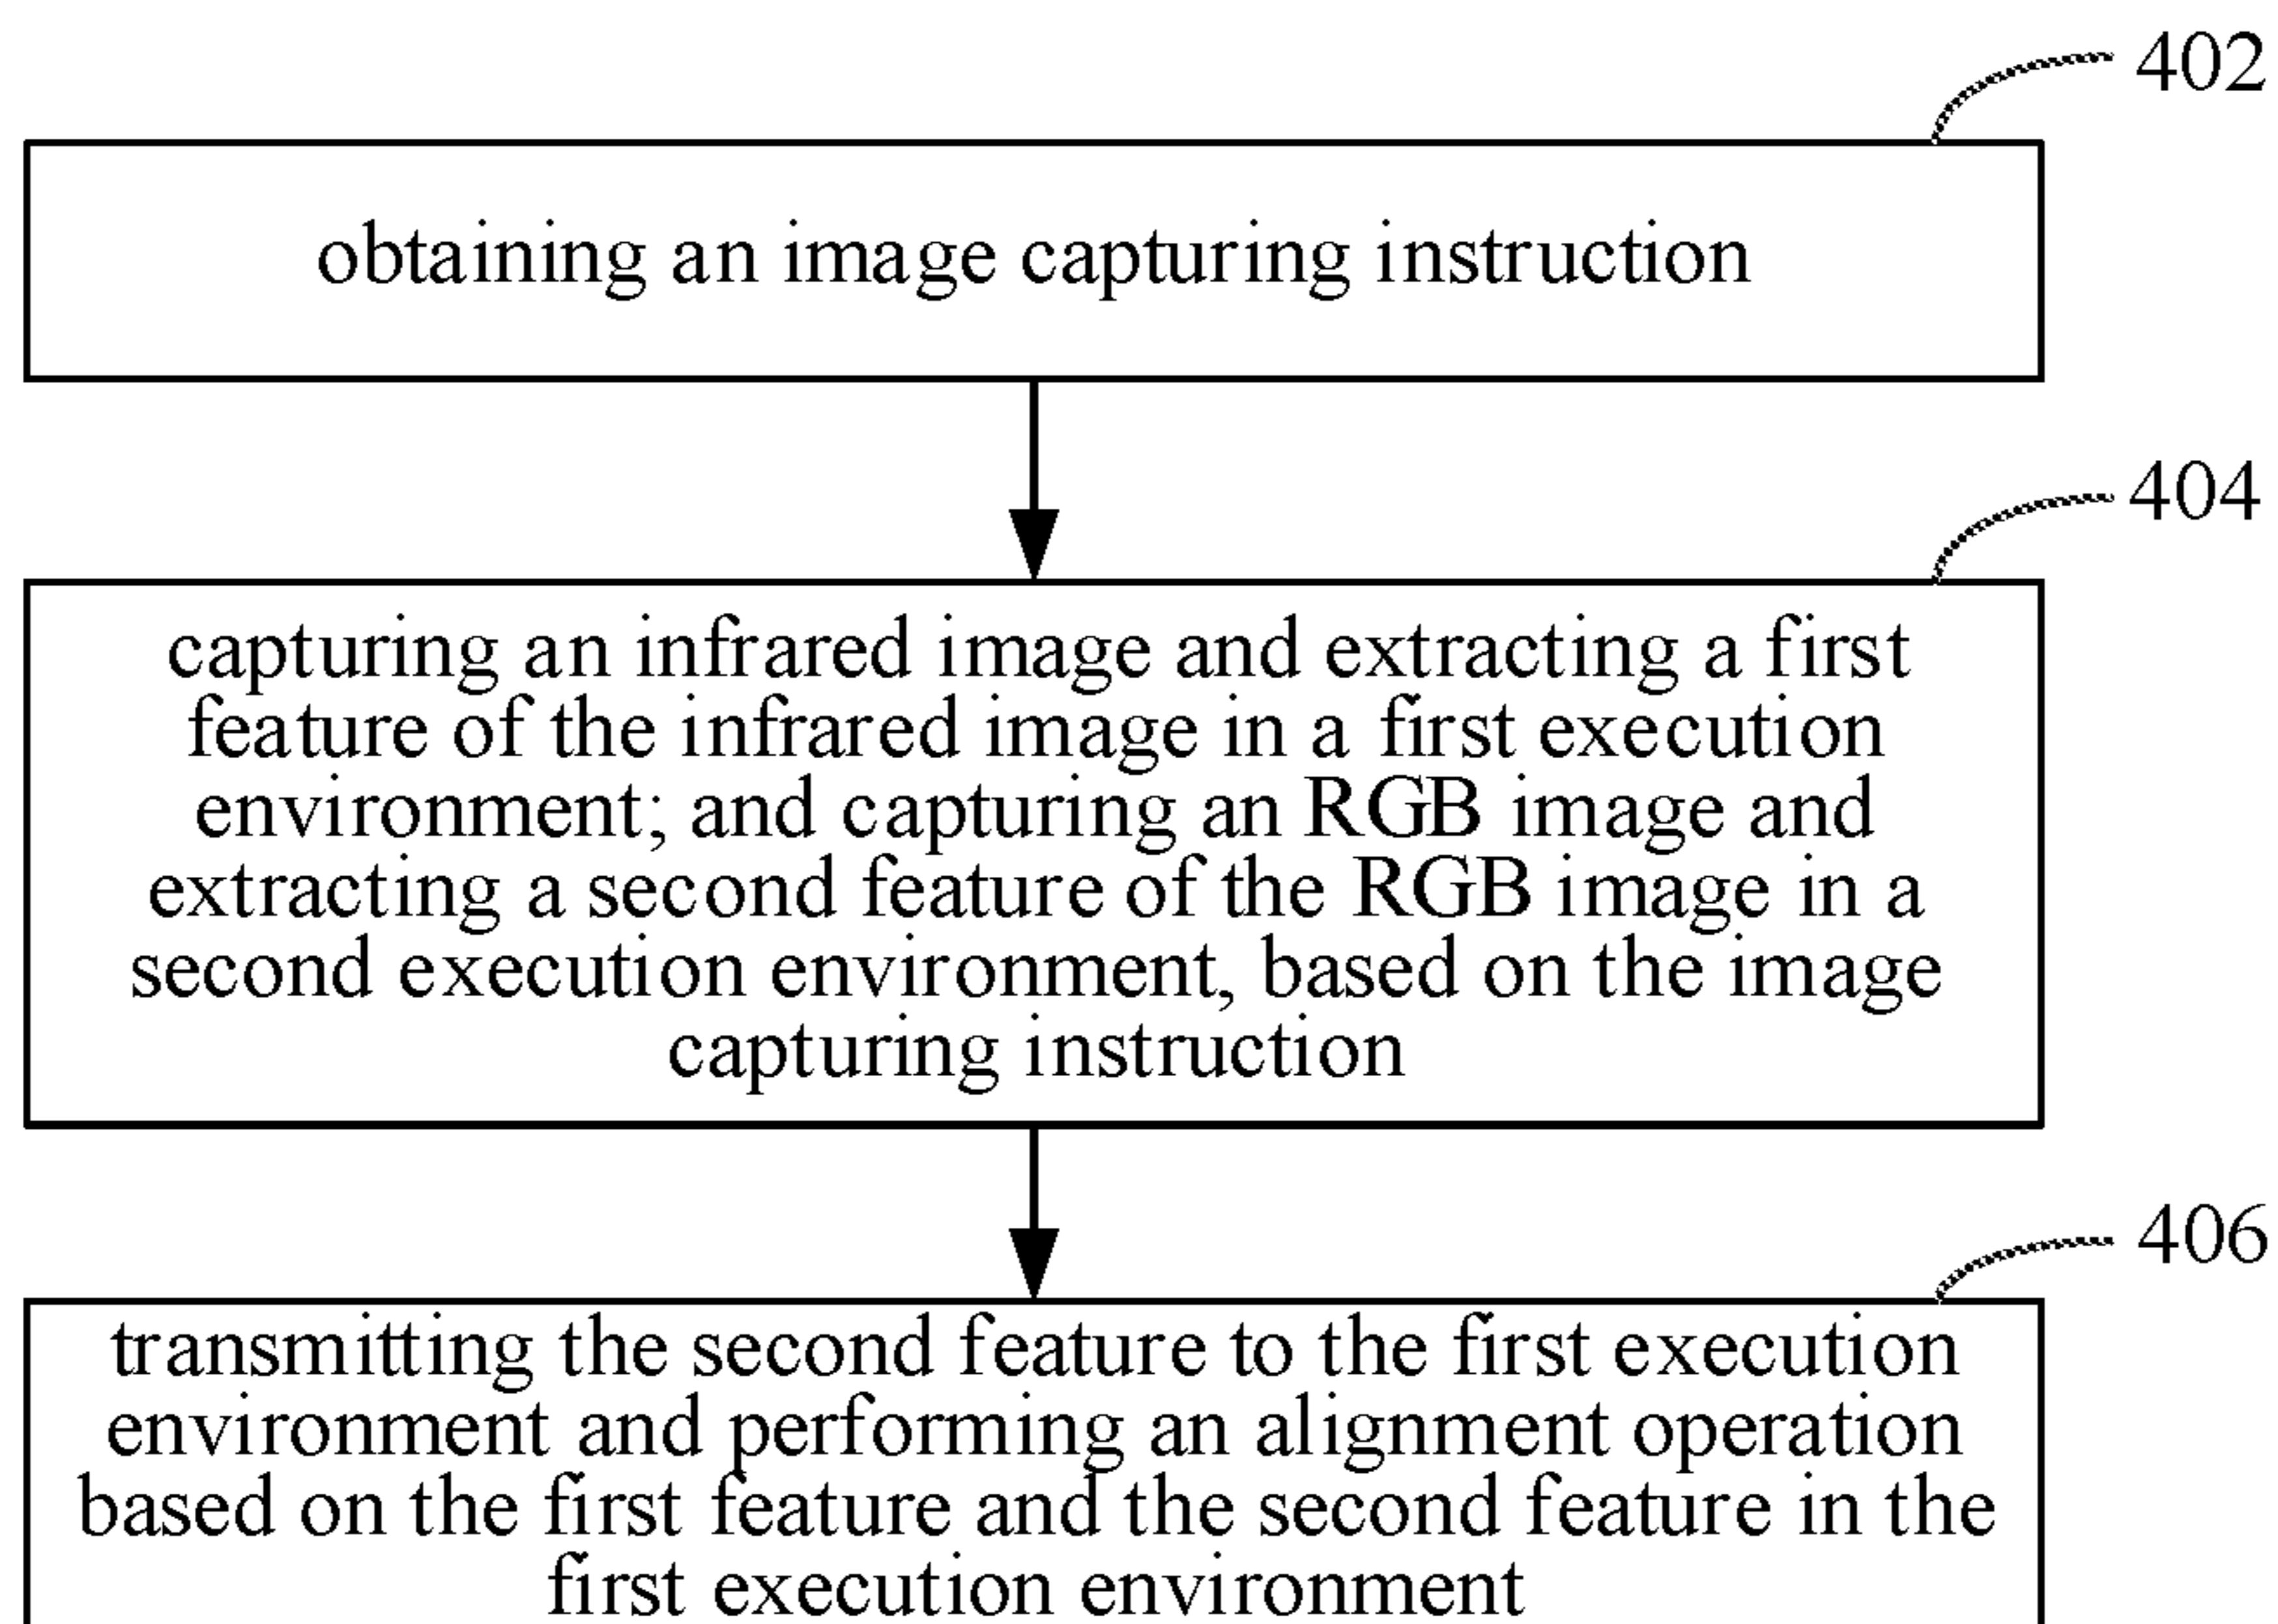 402
obtaining an image capturing instruction
404
capturing an infrared image and extracting a first
feature of the infrared image in a first execution
environment; and capturing an RGB image and
extracting a second feature of the RGB image in a
second execution environment, based on the image
capturing instruction
406
transmitting the second feature to the first execution
environment and performing an alignment operation
based on the first feature and the second feature in the
first execution environment